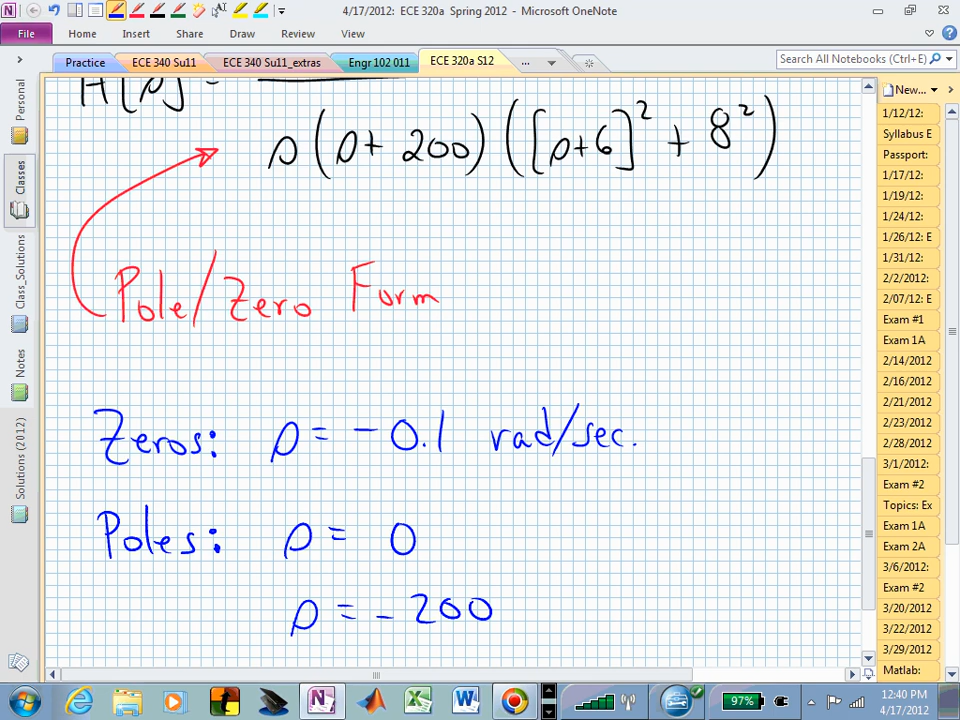 4/17/2012: ECE 320a Spring 2012 - Microsoft OneNote
File Home Insert Share Draw Review View
Practice ECE 340 Su11 ECE 340 Su11_extras Engr 102 011 ECE 320a S12 ... Search All Notebooks (Ctrl+E)
Personal
Classes
Class_Solutions
Notes
Solutions (2012)
H[s] =
s(s+200)([s+6]²+8²)
Pole/Zero Form
Zeros: s = -0.1 rad/sec.
Poles: s = 0
s = -200
New...
1/12/12:
Syllabus E
Passport:
1/17/12:
1/19/12:
1/24/12:
1/26/12: E
1/31/12:
2/2/2012:
2/07/12: E
Exam #1
Exam 1A
2/14/2012
2/16/2012
2/21/2012
2/23/2012
2/28/2012
3/1/2012:
Exam #2
Topics: Ex
Exam 1A
Exam 2A
3/6/2012:
Exam #2
3/20/2012
3/22/2012
3/29/2012
Matlab:
97%
12:40 PM
4/17/2012